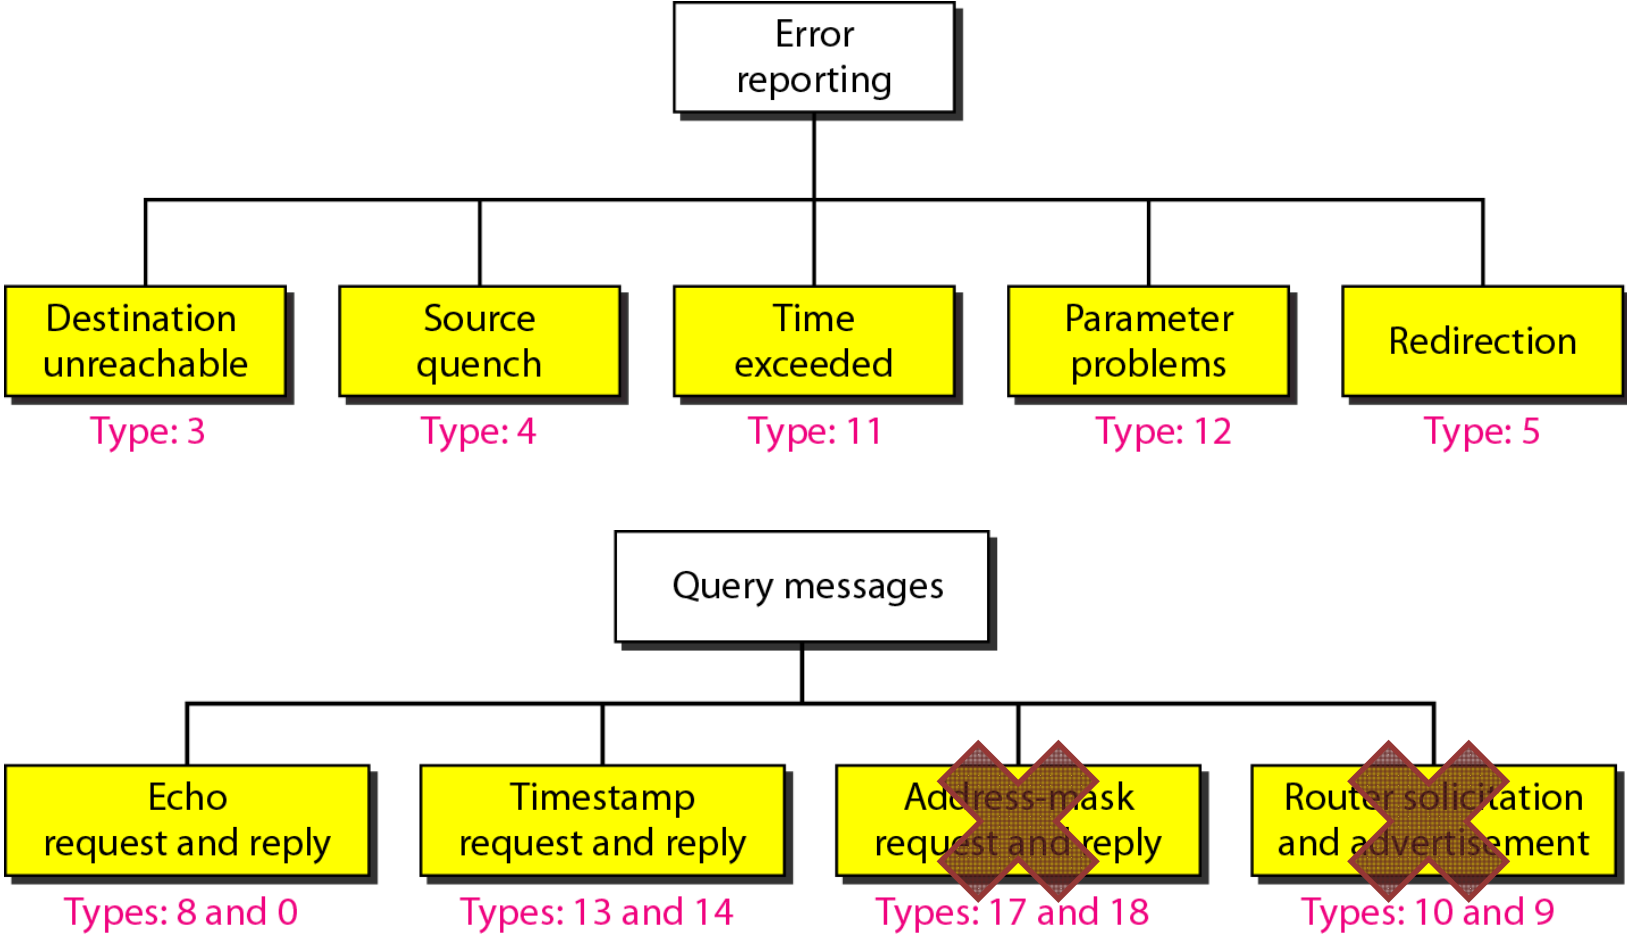 Error
reporting
Destination
unreachable
Source
quench
Time
exceeded
Parameter
problems
Redirection
Type: 3
Type: 4
Type: 11
Type: 12
Type: 5
Query messages
Echo
request and reply
Timestamp
request and reply
Address-mask
request and reply
Router solicitation
and advertisement
Types: 8 and 0
Types: 13 and 14
Types: 17 and 18
Types: 10 and 9